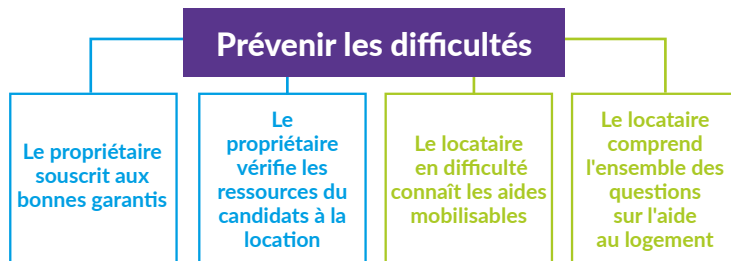 Prévenir les difficultés
Le propriétaire
souscrit aux
bonnes garantis
Le
propriétaire
vérifie les
ressources du
candidats à la
location
Le locataire
en difficulté
connaît les aides
mobilisables
Le locataire
comprend
l'ensemble des
questions
sur l'aide
au logement